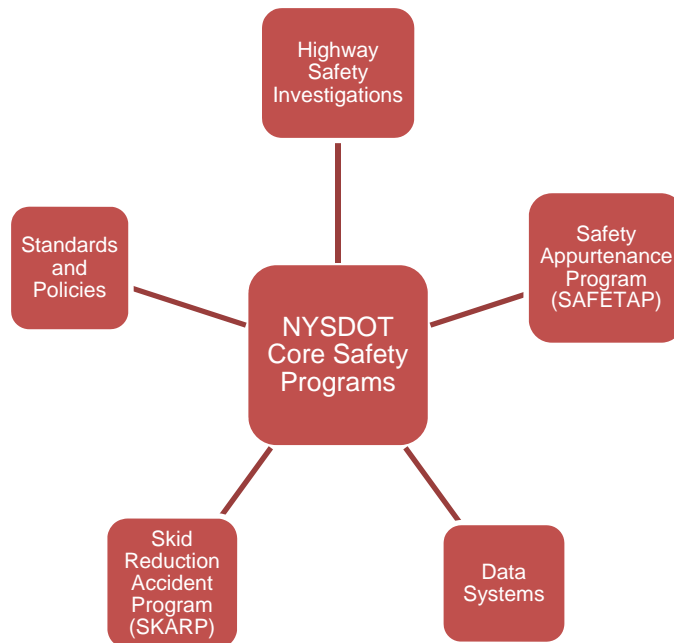 Highway
Safety
Investigations
Standards
and
Policies
Safety
Appurtenance
Program
(SAFETAP)
NYSDOT
Core Safety
Programs
Skid
Reduction
Accident
Program
(SKARP)
Data
Systems